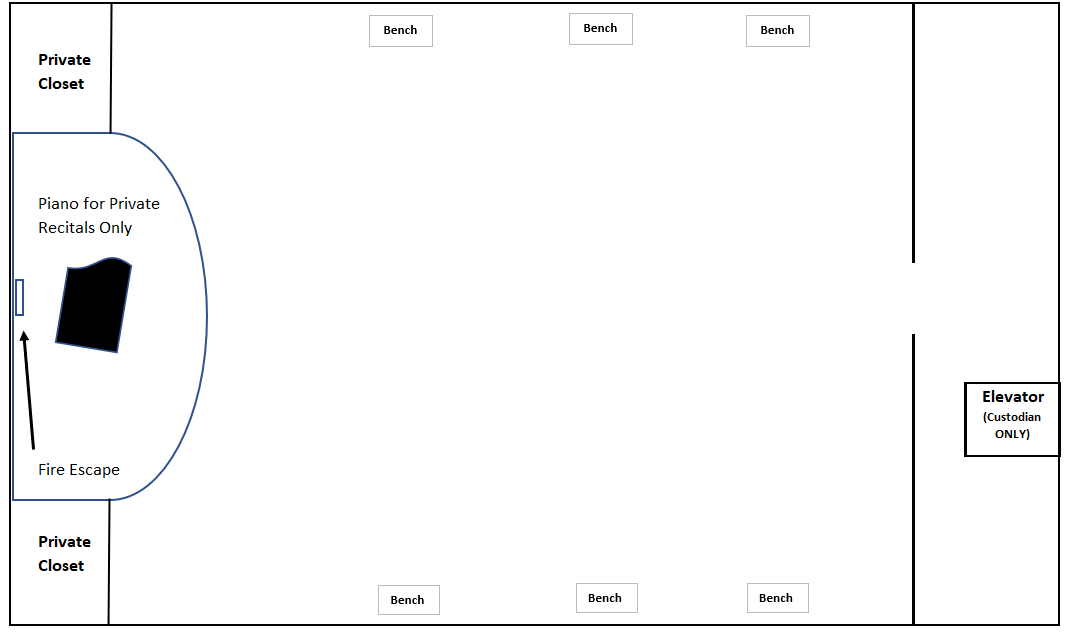 Bench
Bench
Bench
Private
Closet
Piano for Private
Recitals Only
Elevator
(Custodian
ONLY)
Fire Escape
Private
Closet
Bench
Bench
Bench